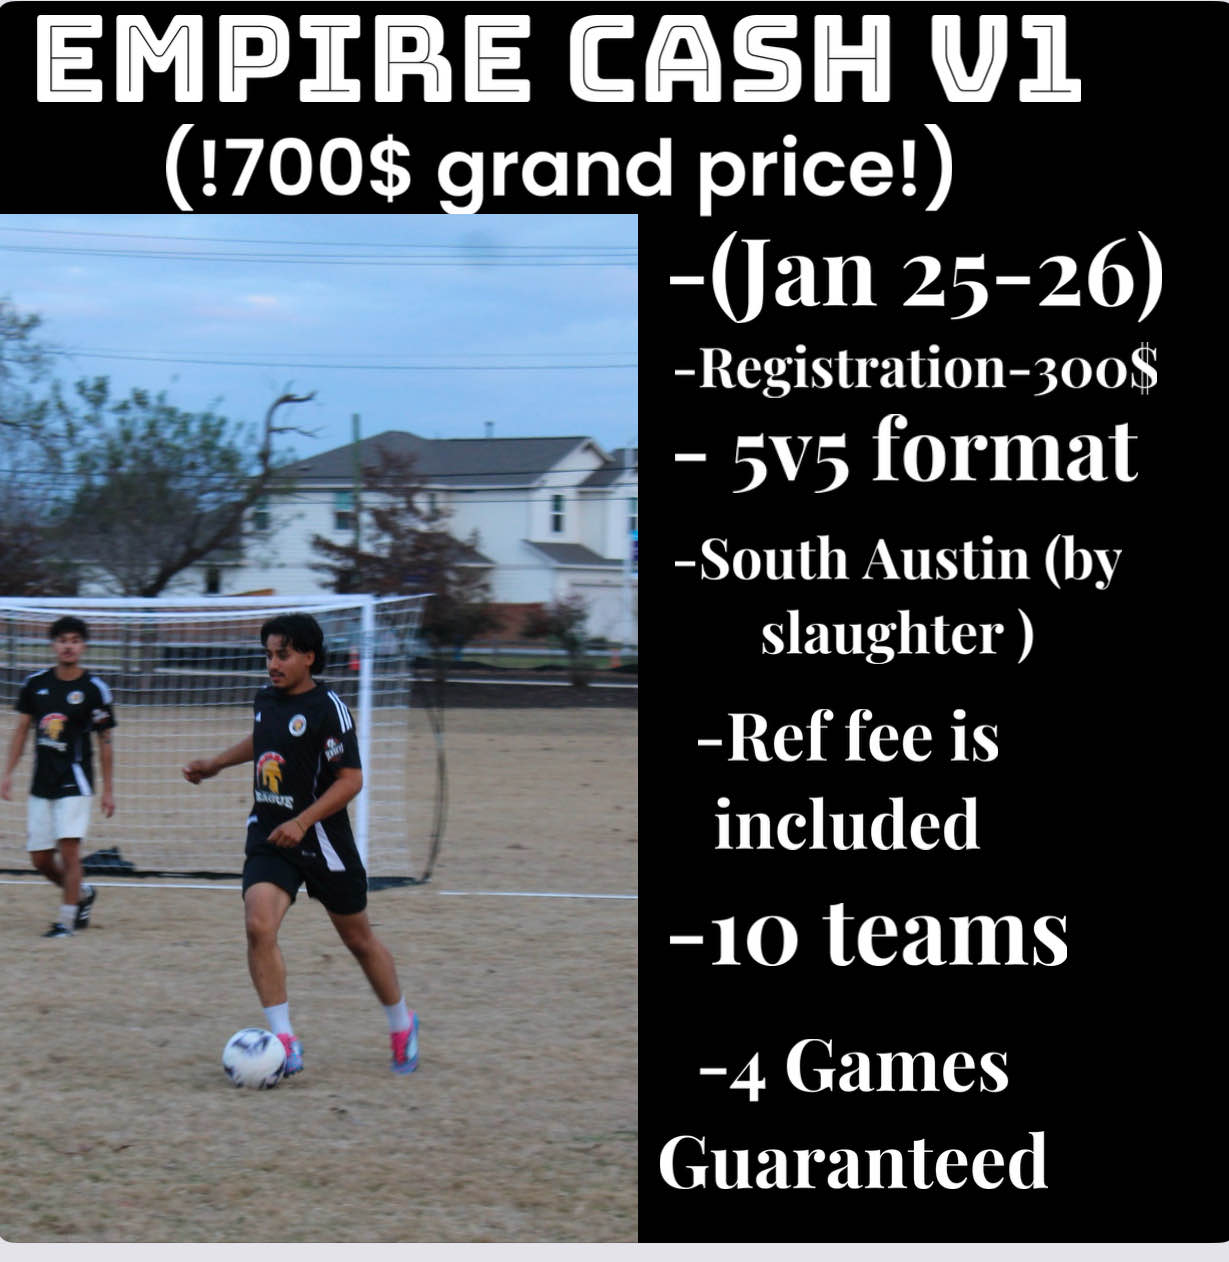 EMPIRE CASH V1
(!700$ grand price!)
-(Jan 25-26)
-Registration-300$
- 5v5 format
-South Austin (by
slaughter )
-Ref fee is
included
-10 teams
-4 Games
Guaranteed